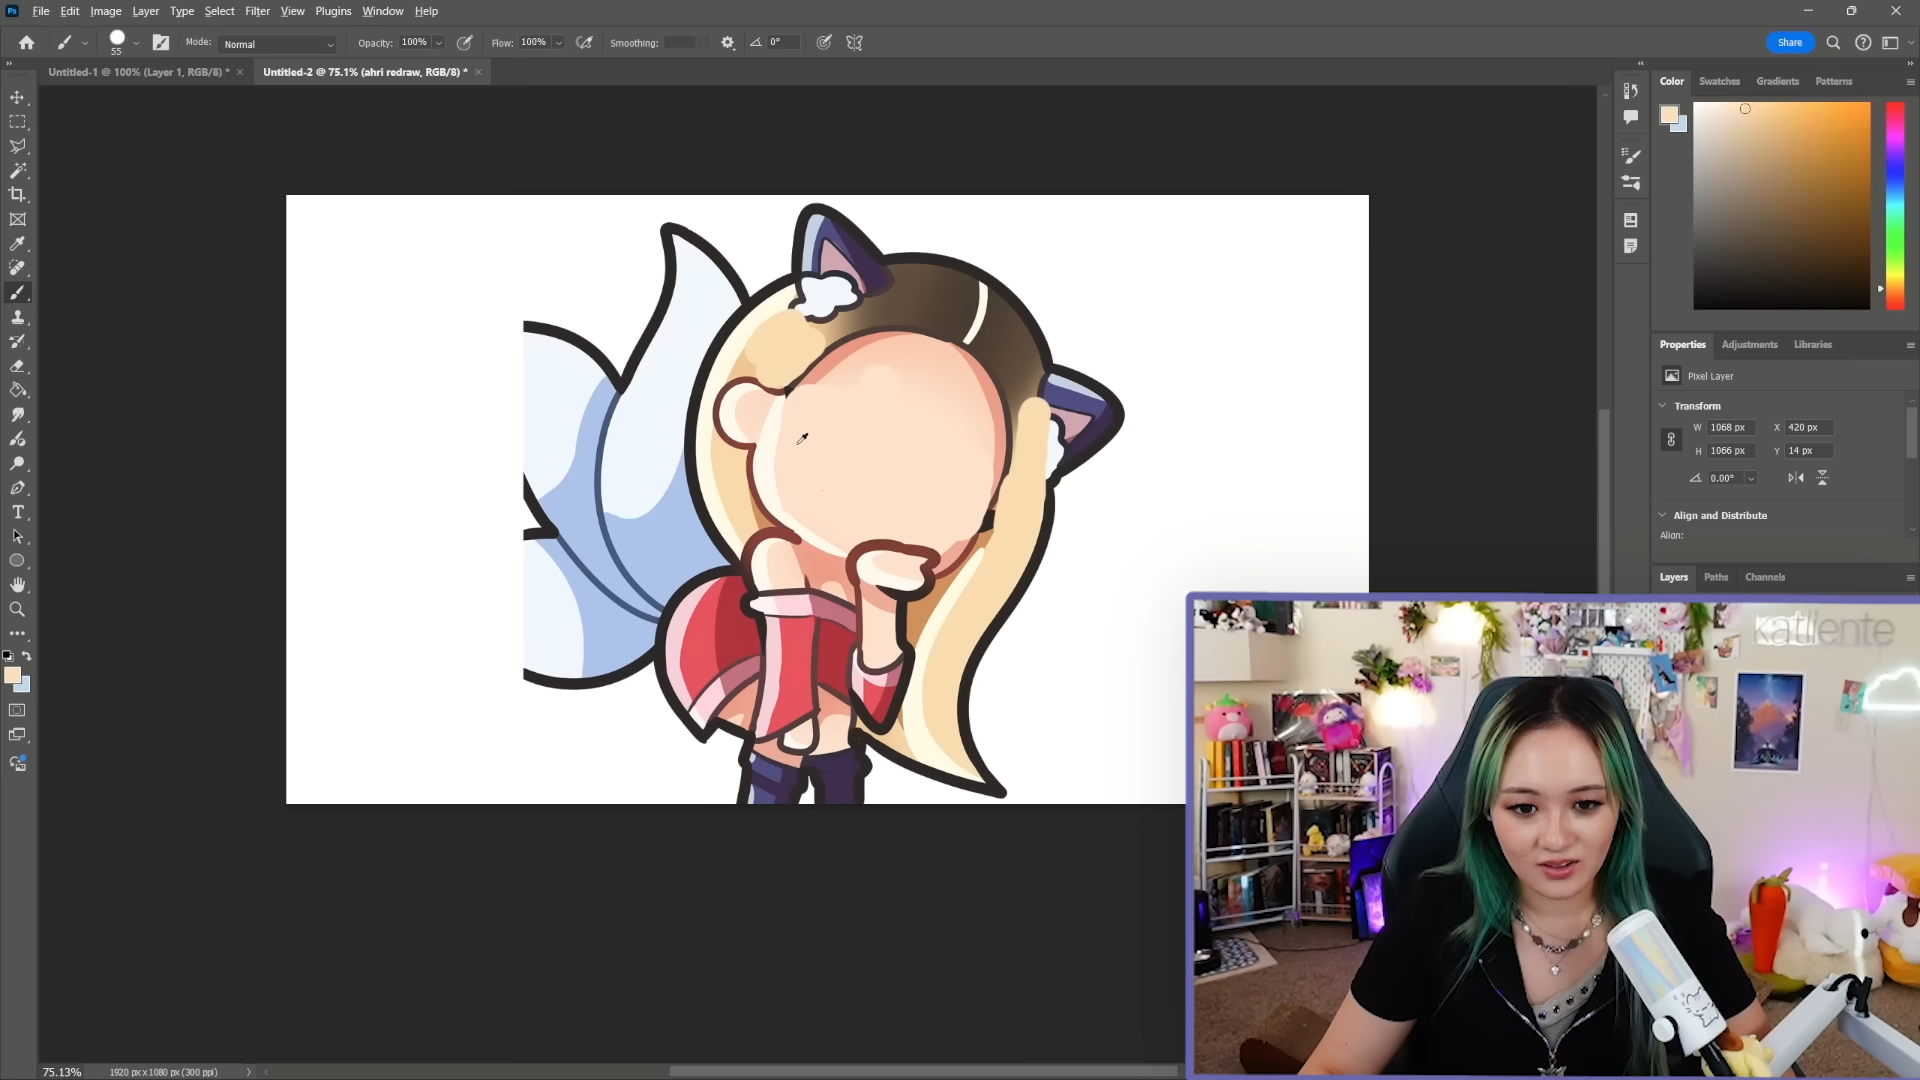 Ps File Edit Image Layer Type Select Filter View Plugins Window Help
55 Mode: Normal Opacity: 100% Flow: 100% Smoothing: 0° Share
Untitled-1 @ 100% (Layer 1, RGB/8) * × Untitled-2 @ 75.1% (ahri redraw, RGB/8) * ×
Color Swatches Gradients Patterns
Properties Adjustments Libraries
Pixel Layer
Transform
W 1068 px X 420 px
H 1066 px Y 14 px
0.00°
Align and Distribute
Align:
Layers Paths Channels
katliente
75.13% 1920 px x 1080 px (300 ppi)